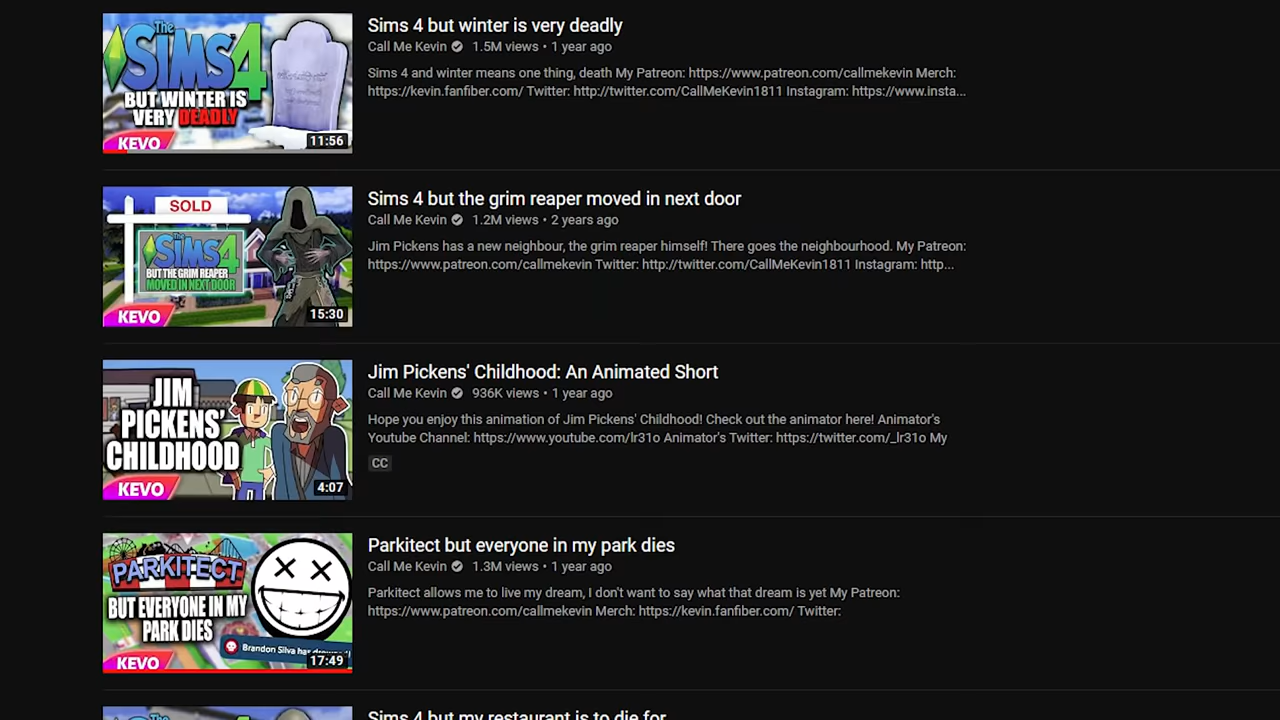 The
SIMS 4
BUT WINTER IS
VERY DEADLY
KEVO
11:56
Sims 4 but winter is very deadly
Call Me Kevin 1.5M views • 1 year ago
Sims 4 and winter means one thing, death My Patreon: https://www.patreon.com/callmekevin Merch:
https://kevin.fanfiber.com/ Twitter: http://twitter.com/CallMeKevin1811 Instagram: https://www.insta...
SOLD
The
SIMS 4
BUT THE GRIM REAPER
MOVED IN NEXT DOOR
KEVO
15:30
Sims 4 but the grim reaper moved in next door
Call Me Kevin 1.2M views • 2 years ago
Jim Pickens has a new neighbour, the grim reaper himself! There goes the neighbourhood. My Patreon:
https://www.patreon.com/callmekevin Twitter: http://twitter.com/CallMeKevin1811 Instagram: http...
JIM
PICKENS'
CHILDHOOD
KEVO
4:07
Jim Pickens' Childhood: An Animated Short
Call Me Kevin 936K views • 1 year ago
Hope you enjoy this animation of Jim Pickens' Childhood! Check out the animator here! Animator's
Youtube Channel: https://www.youtube.com/lr31o Animator's Twitter: https://twitter.com/_lr31o My
CC
PARKITECT
BUT EVERYONE IN MY
PARK DIES
Brandon Silva has drowned!
KEVO
17:49
Parkitect but everyone in my park dies
Call Me Kevin 1.3M views • 1 year ago
Parkitect allows me to live my dream, I don't want to say what that dream is yet My Patreon:
https://www.patreon.com/callmekevin Merch: https://kevin.fanfiber.com/ Twitter:
Sims 4 but my restaurant is to die for